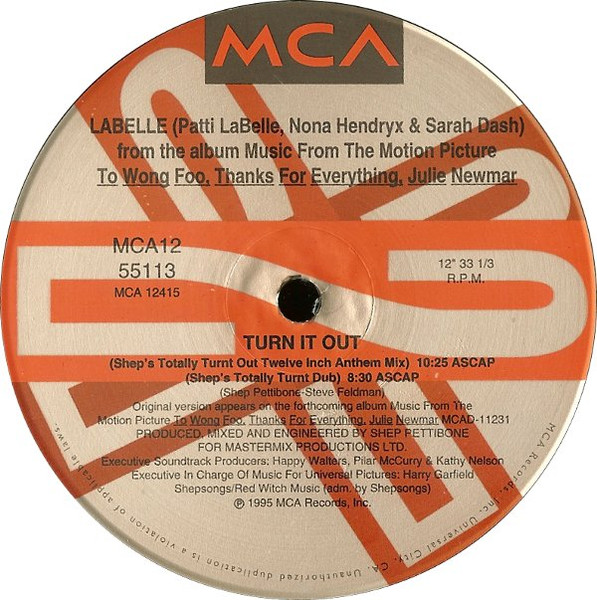 MCA
LABELLE (Patti LaBelle, Nona Hendryx & Sarah Dash)
from the album Music From The Motion Picture
To Wong Foo, Thanks For Everything, Julie Newmar
MCA12
55113
MCA 12415
12" 33 1/3
R.P.M.
TURN IT OUT
(Shep's Totally Turnt Out Twelve Inch Anthem Mix) 10:25 ASCAP
(Shep's Totally Turnt Dub) 8:30 ASCAP
(Shep Pettibone-Steve Feldman)
Original version appears on the forthcoming album Music From The
Motion Picture To Wong Foo, Thanks For Everything, Julie Newmar MCAD-11231
PRODUCED, MIXED AND ENGINEERED BY SHEP PETTIBONE
FOR MASTERMIX PRODUCTIONS LTD.
Executive Soundtrack Producers: Happy Walters, Pilar McCurry & Kathy Nelson
Executive In Charge Of Music For Universal Pictures: Harry Garfield
Shepsongs/Red Witch Music (adm. by Shepsongs)
℗ 1995 MCA Records, Inc.
MCA Records, Inc. Universal City, CA. Unauthorized duplication is a violation of applicable laws.